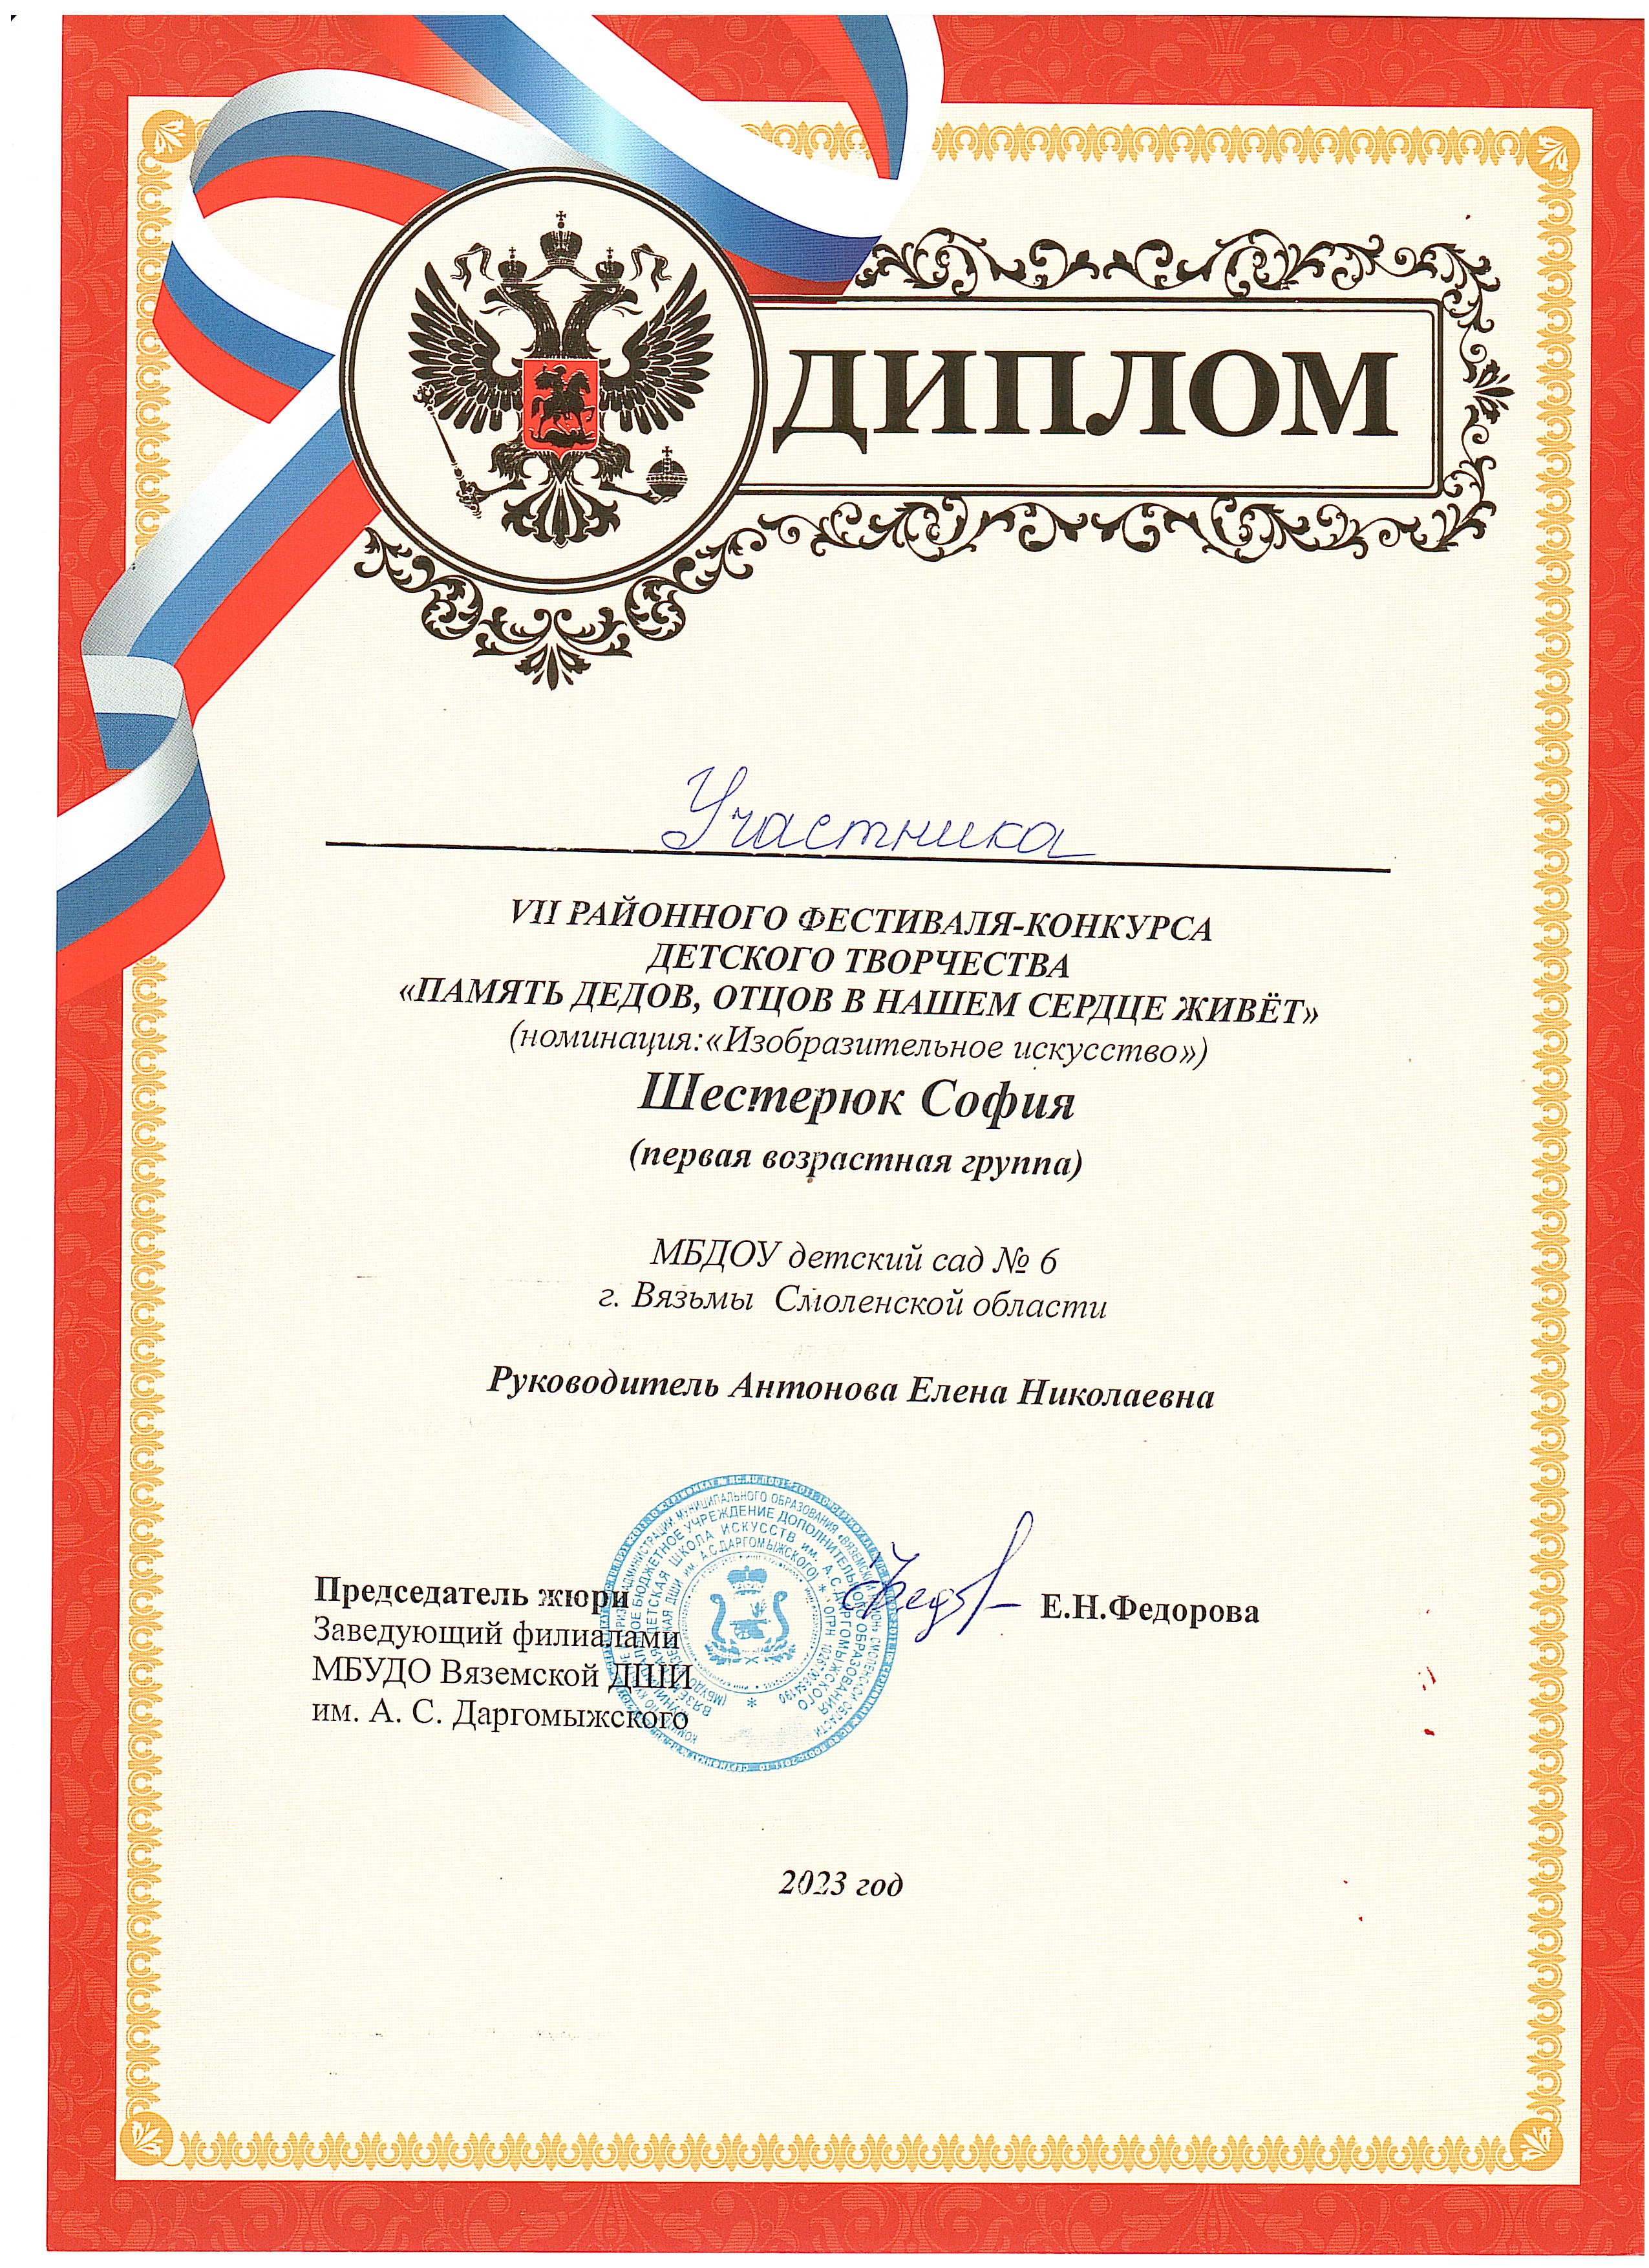 ДИПЛОМ
Участника
VII РАЙОННОГО ФЕСТИВАЛЯ-КОНКУРСА
ДЕТСКОГО ТВОРЧЕСТВА
«ПАМЯТЬ ДЕДОВ, ОТЦОВ В НАШЕМ СЕРДЦЕ ЖИВЁТ»
(номинация:«Изобразительное искусство»)
Шестерюк София
(первая возрастная группа)
МБДОУ детский сад № 6
г. Вязьмы Смоленской области
Руководитель Антонова Елена Николаевна
Председатель жюри
Е.Н.Федорова
Заведующий филиалами
МБУДО Вяземской ДШИ
им. А. С. Даргомыжского
2023 год